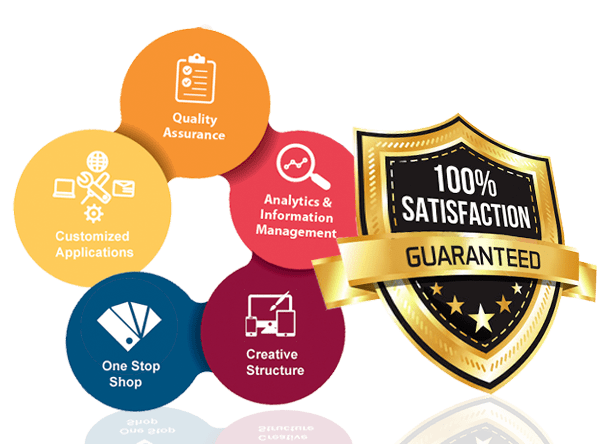 Quality
Assurance
Analytics &
Information
Management
Customized
Applications
One Stop
Shop
Creative
Structure
100%
SATISFACTION
GUARANTEED